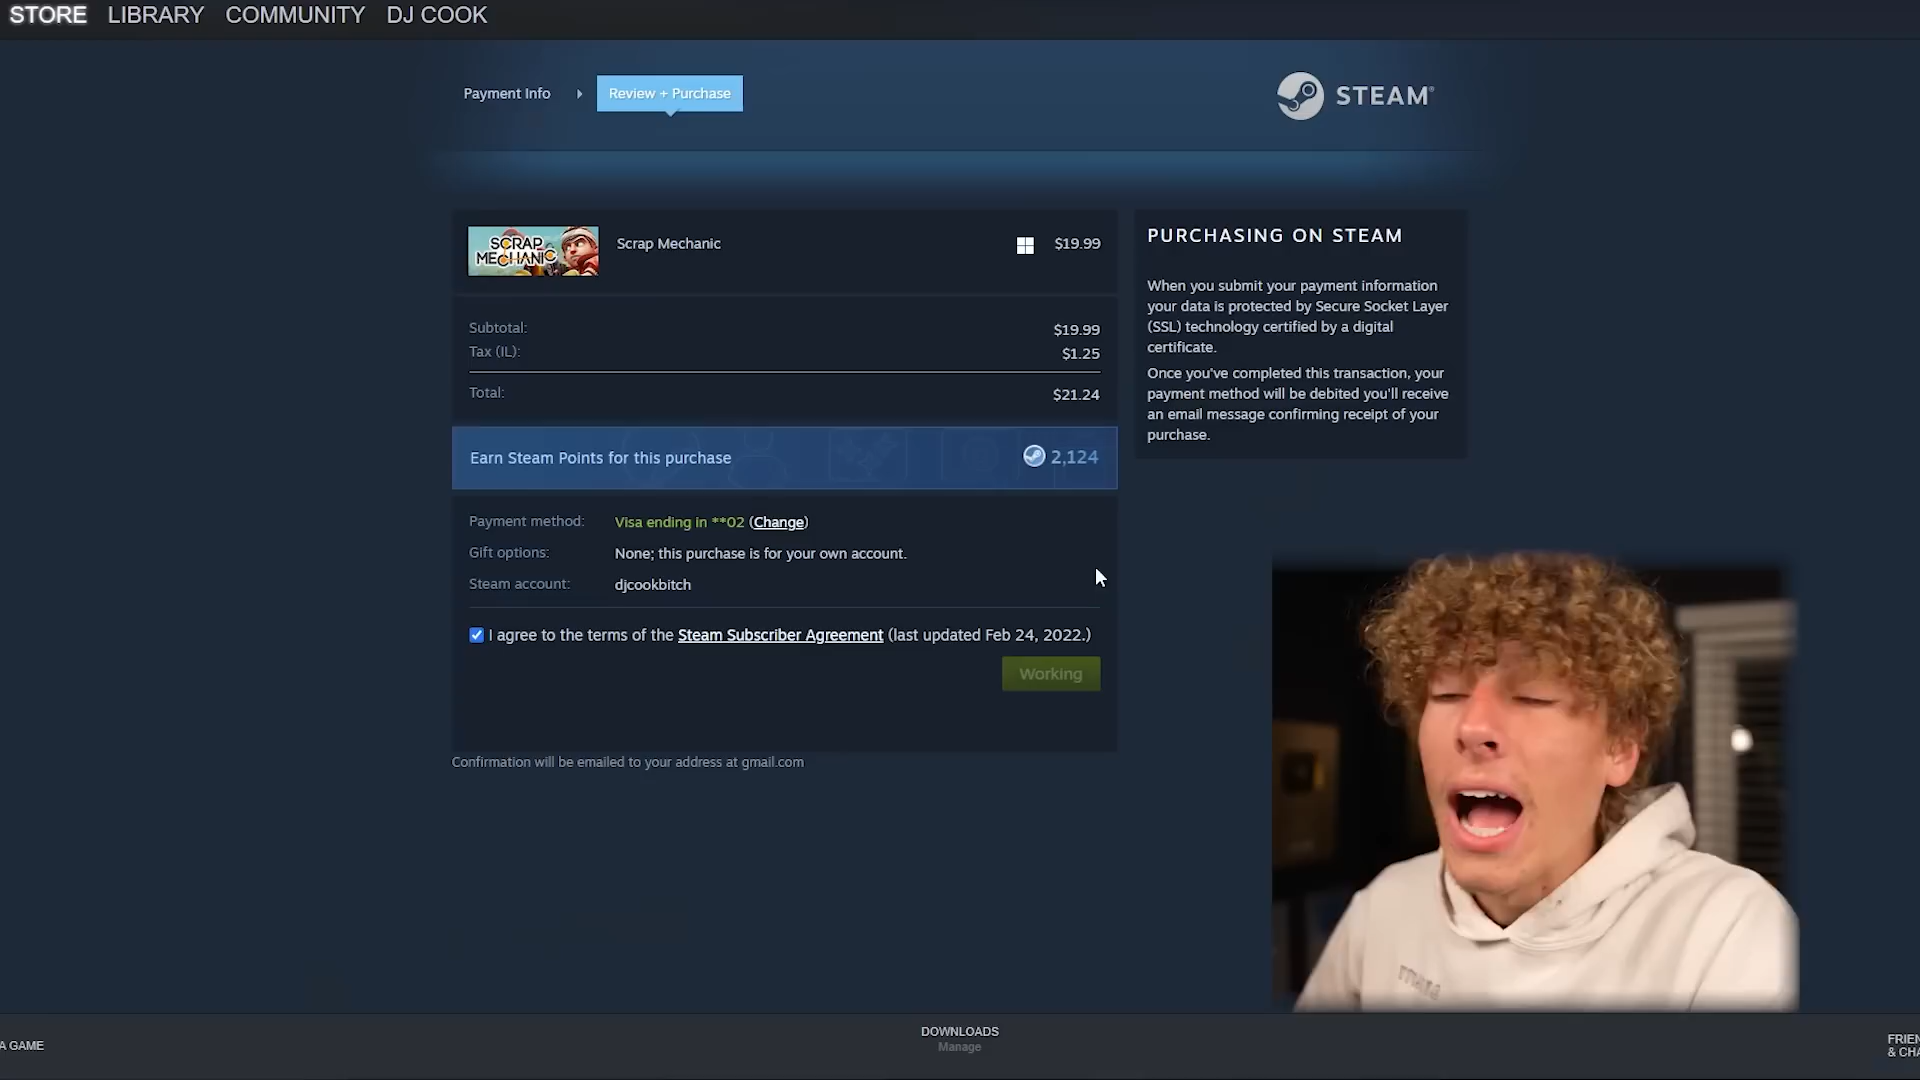 STORE LIBRARY COMMUNITY DJ COOK
Payment Info
Review + Purchase
STEAM®
SCRAP
MECHANIC
Scrap Mechanic
$19.99
Subtotal:
$19.99
Tax (IL):
$1.25
Total:
$21.24
Earn Steam Points for this purchase
2,124
Payment method:
Visa ending in **02 (Change)
Gift options:
None; this purchase is for your own account.
Steam account:
djcookbitch
I agree to the terms of the Steam Subscriber Agreement (last updated Feb 24, 2022.)
Working
Confirmation will be emailed to your address at gmail.com
PURCHASING ON STEAM
When you submit your payment information
your data is protected by Secure Socket Layer
(SSL) technology certified by a digital
certificate.
Once you've completed this transaction, your
payment method will be debited you'll receive
an email message confirming receipt of your
purchase.
A GAME
DOWNLOADS
Manage
FRIEN
& CHA